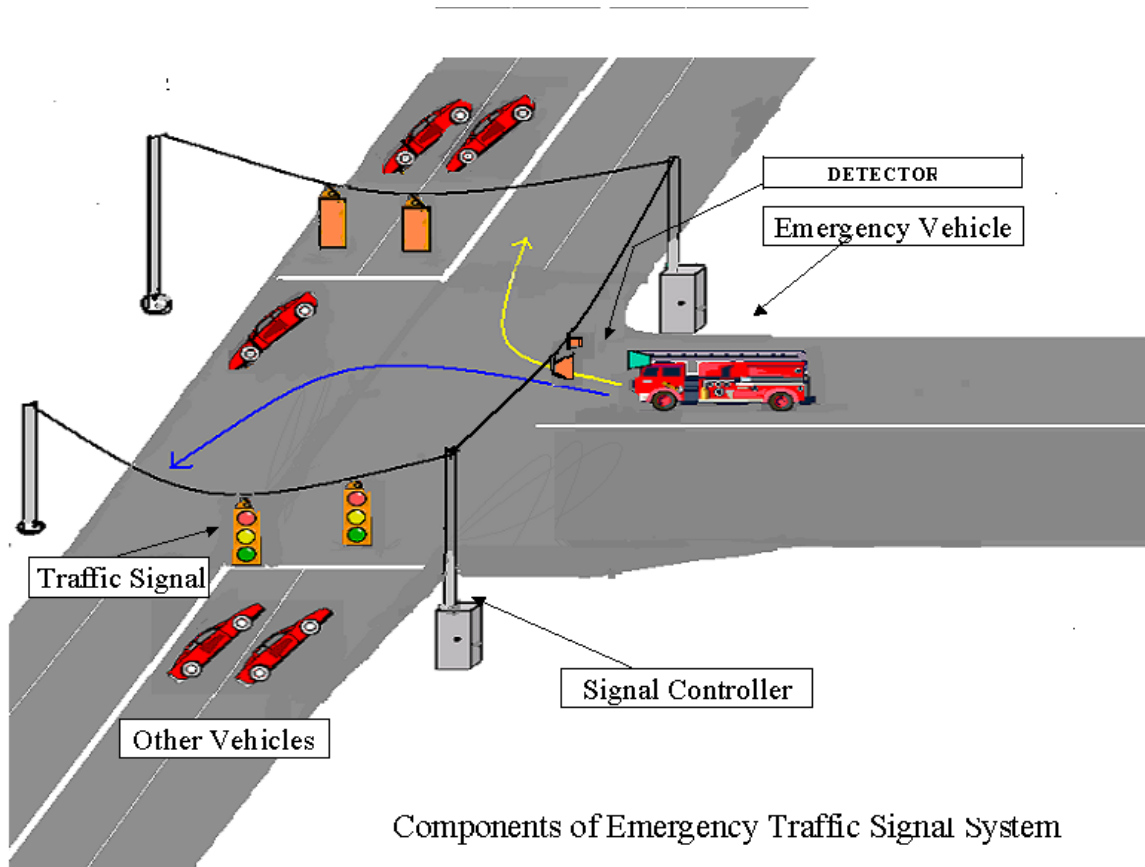 DETECTOR
Emergency Vehicle
Traffic Signal
Signal Controller
Other Vehicles
Components of Emergency Traffic Signal System